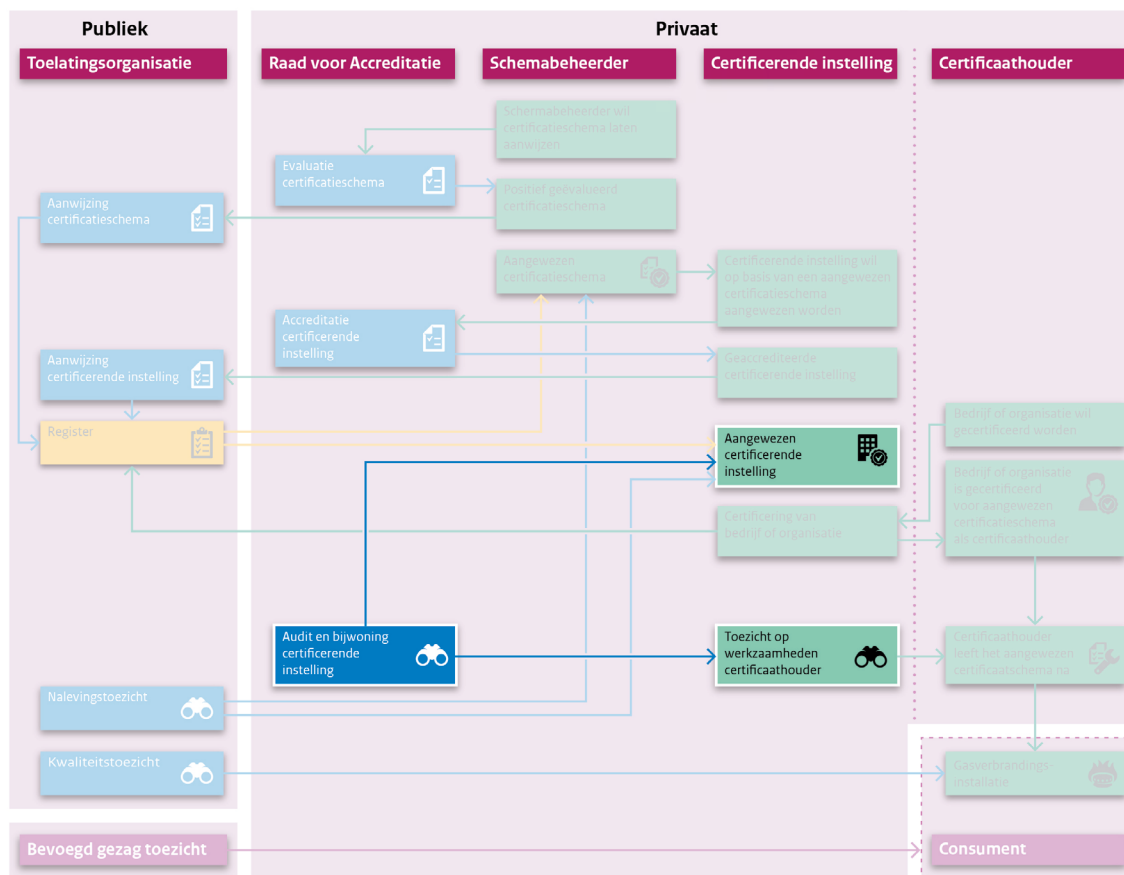 Publiek
Privaat
Toelatingsorganisatie
Raad voor Accreditatie
Schemabeheerder
Certificerende instelling
Certificaathouder
Schermabeheerder wil
certificatieschema laten
aanwijzen
Evaluatie
certificatieschema
Positief geëvalueerd
certificatieschema
Aanwijzing
certificatieschema
Aangewezen
certificatieschema
Certificerende instelling wil
op basis van een aangewezen
certificatieschema
aangewezen worden
Accreditatie
certificerende
instelling
Geaccrediteerde
certificerende instelling
Aanwijzing
certificerende instelling
Register
Aangewezen
certificerende
instelling
Bedrijf of organisatie wil
gecertificeerd worden
Bedrijf of organisatie
is gecertificeerd
voor aangewezen
certificatieschema
als certificaathouder
Certificering van
bedrijf of organisatie
Audit en bijwoning
certificerende
instelling
Toezicht op
werkzaamheden
certificaathouder
Certificaathouder
leeft het aangewezen
certificaatschema na
Nalevingstoezicht
Kwaliteitstoezicht
Gasverbrandings-
installatie
Bevoegd gezag toezicht
Consument